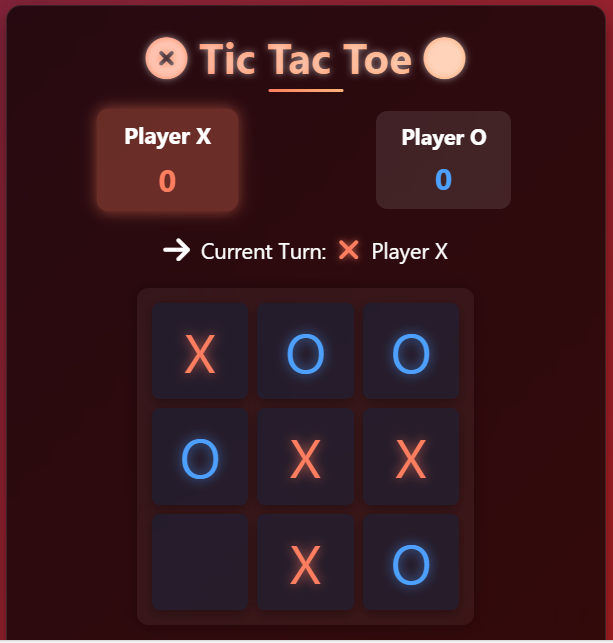 Tic Tac Toe
Player X Player O
0 0
Current Turn: Player X
X O O
O X X
X O